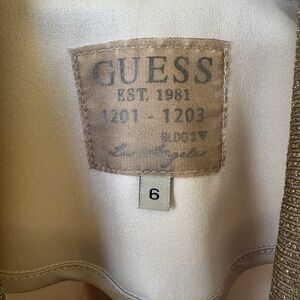 GUESS
EST. 1981
1201 - 1203
BLDG 3
Los Angeles
6